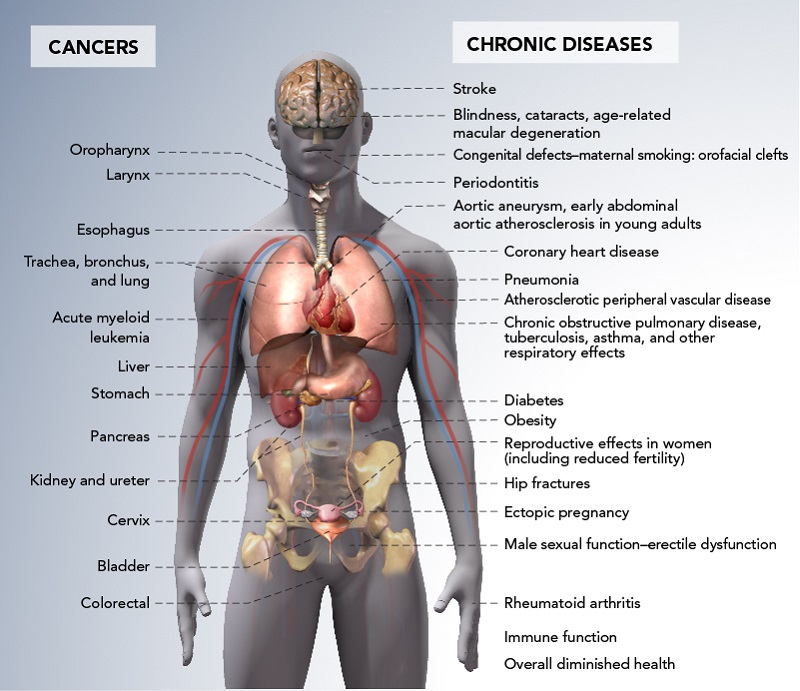 CANCERS
Oropharynx
Larynx
Esophagus
Trachea, bronchus,
and lung
Acute myeloid
leukemia
Liver
Stomach
Pancreas
Kidney and ureter
Cervix
Bladder
Colorectal
CHRONIC DISEASES
Stroke
Blindness, cataracts, age-related
macular degeneration
Congenital defects–maternal smoking: orofacial clefts
Periodontitis
Aortic aneurysm, early abdominal
aortic atherosclerosis in young adults
Coronary heart disease
Pneumonia
Atherosclerotic peripheral vascular disease
Chronic obstructive pulmonary disease,
tuberculosis, asthma, and other
respiratory effects
Diabetes
Obesity
Reproductive effects in women
(including reduced fertility)
Hip fractures
Ectopic pregnancy
Male sexual function–erectile dysfunction
Rheumatoid arthritis
Immune function
Overall diminished health